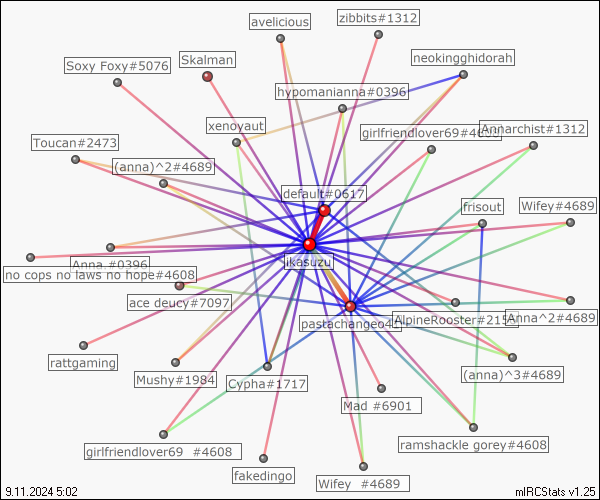 avelicious
zibbits#1312
Soxy Foxy#5076
Skalman
neokingghidorah
hypomanianna#0396
xenoyaut
Toucan#2473
girlfriendlover69#4608
Annarchist#1312
(anna)^2#4689
default#0617
frisout
Wifey#4689
Anna #0396
ikasuzu
no cops no laws no hope#4608
ace deucy#7097
pastachangeo4
AlpineRooster#215
Anna^2#4689
rattgaming
Mushy#1984
Cypha#1717
(anna)^3#4689
Mad #6901
girlfriendlover69 #4608
ramshackle gorey#4608
fakedingo
Wifey #4689
9.11.2024 5:02
mIRCStats v1.25